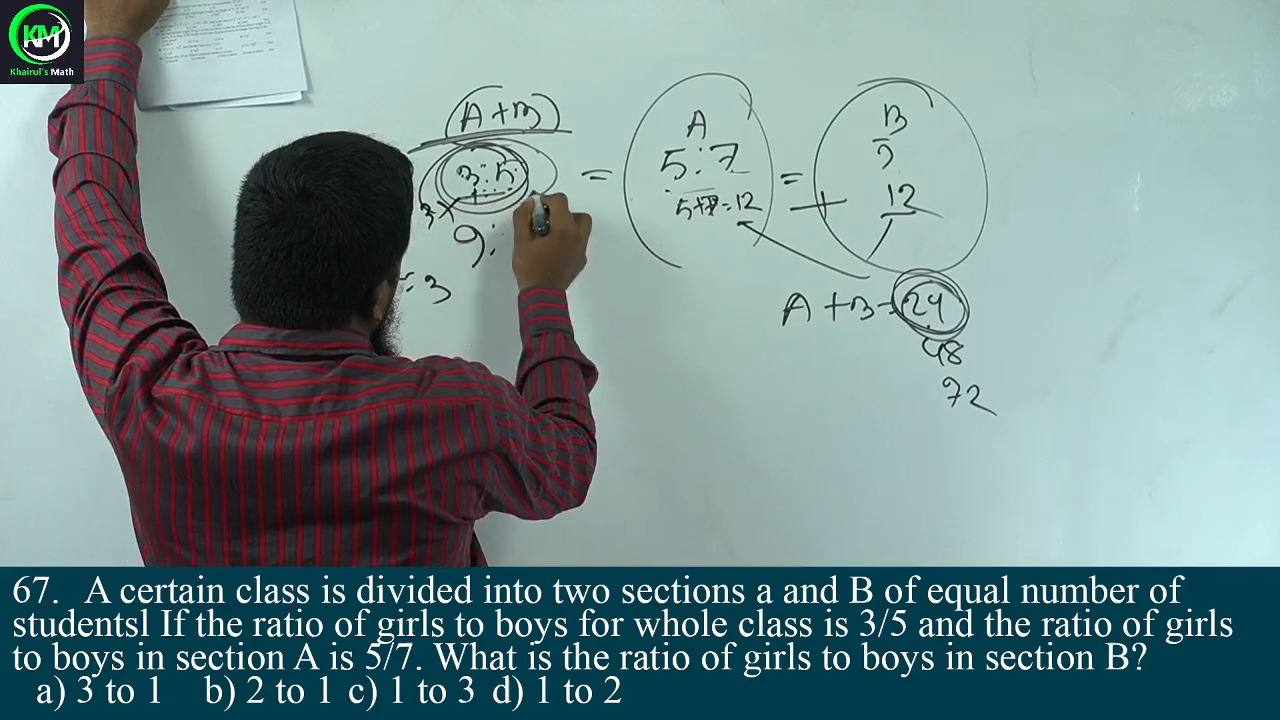 KM
Khairul's Math
(A+B)
3:5 = 
3×
9:
= 3
A
5:7
5+7=12
=
+
B
?
12
A+B=24
48
72
67. A certain class is divided into two sections a and B of equal number of
studentsl If the ratio of girls to boys for whole class is 3/5 and the ratio of girls
to boys in section A is 5/7. What is the ratio of girls to boys in section B?
a) 3 to 1 b) 2 to 1 c) 1 to 3 d) 1 to 2